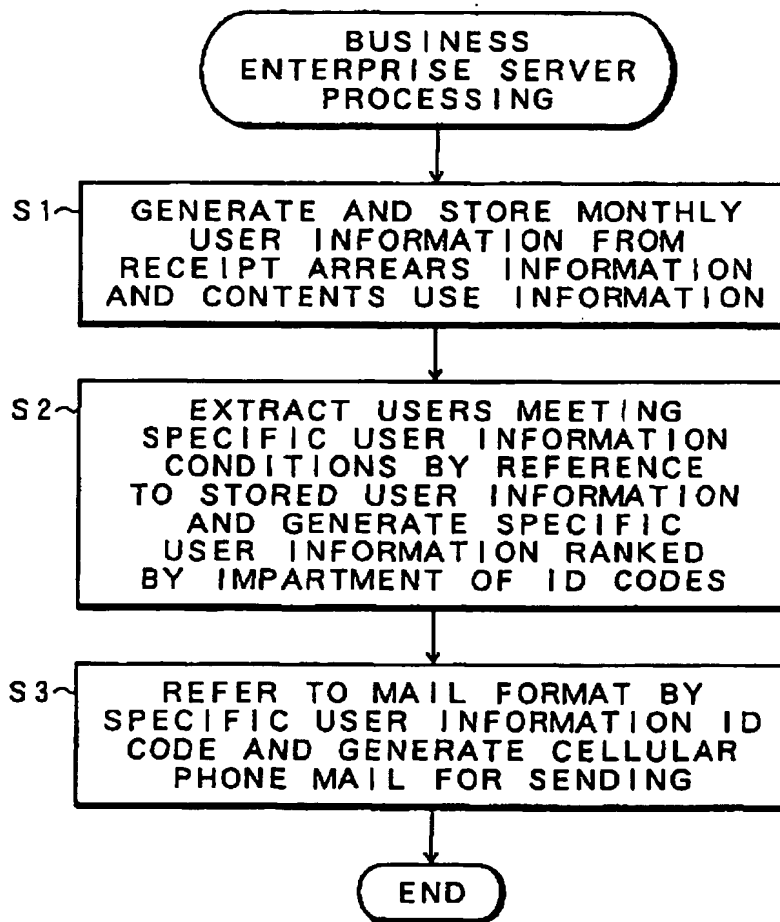 BUSINESS
ENTERPRISE SERVER
PROCESSING
S1~
GENERATE AND STORE MONTHLY
USER INFORMATION FROM
RECEIPT ARREARS INFORMATION
AND CONTENTS USE INFORMATION
S2~
EXTRACT USERS MEETING
SPECIFIC USER INFORMATION
CONDITIONS BY REFERENCE
TO STORED USER INFORMATION
AND GENERATE SPECIFIC
USER INFORMATION RANKED
BY IMPARTMENT OF ID CODES
S3~
REFER TO MAIL FORMAT BY
SPECIFIC USER INFORMATION ID
CODE AND GENERATE CELLULAR
PHONE MAIL FOR SENDING
END